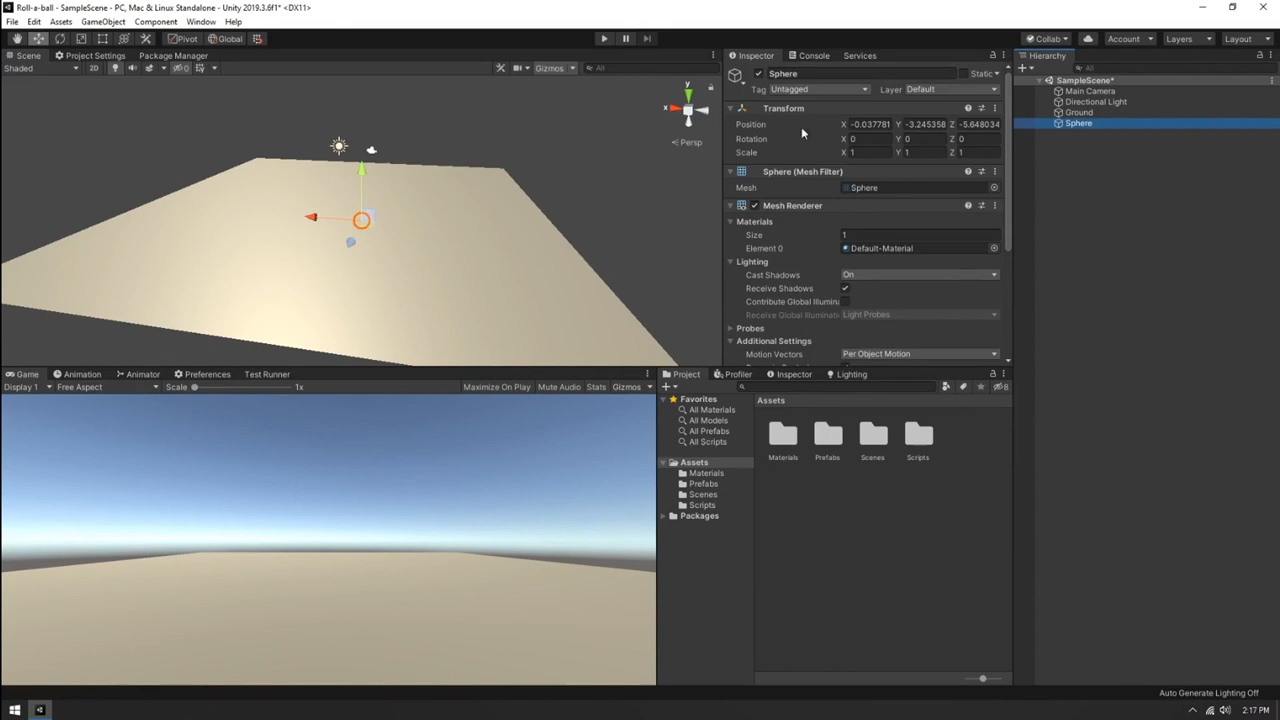 Roll-a-ball - SampleScene - PC, Mac & Linux Standalone - Unity 2019.3.6f1* <DX11>
File Edit Assets GameObject Component Window Help
Pivot Global Collab Account Layers Layout
Scene Project Settings Package Manager
Shaded 2D 0 Gizmos All
y
x
Persp
Inspector Console Services
Sphere Static
Tag Untagged Layer Default
Transform
Position X -0.037781 Y -3.245358 Z -5.648034
Rotation X 0 Y 0 Z 0
Scale X 1 Y 1 Z 1
Sphere (Mesh Filter)
Mesh Sphere
Mesh Renderer
Materials
Size 1
Element 0 Default-Material
Lighting
Cast Shadows On
Receive Shadows
Contribute Global Illumina
Receive Global Illuminati Light Probes
Probes
Additional Settings
Motion Vectors Per Object Motion
Hierarchy
All
SampleScene*
Main Camera
Directional Light
Ground
Sphere
Game Animation Animator Preferences Test Runner
Display 1 Free Aspect Scale 1x Maximize On Play Mute Audio Stats Gizmos
Project Profiler Inspector Lighting
8
Favorites
All Materials
All Models
All Prefabs
All Scripts
Assets
Materials
Prefabs
Scenes
Scripts
Packages
Assets
Materials Prefabs Scenes Scripts
Auto Generate Lighting Off
2:17 PM